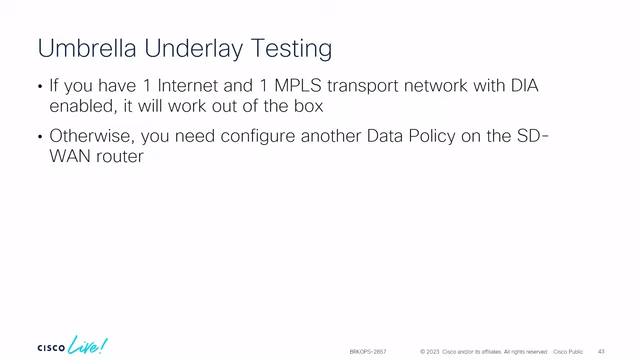 Umbrella Underlay Testing
• If you have 1 Internet and 1 MPLS transport network with DIA
enabled, it will work out of the box
• Otherwise, you need configure another Data Policy on the SD-
WAN router
CISCO Live!
BRKOPS-2857
© 2023 Cisco and/or its affiliates. All rights reserved. Cisco Public
43